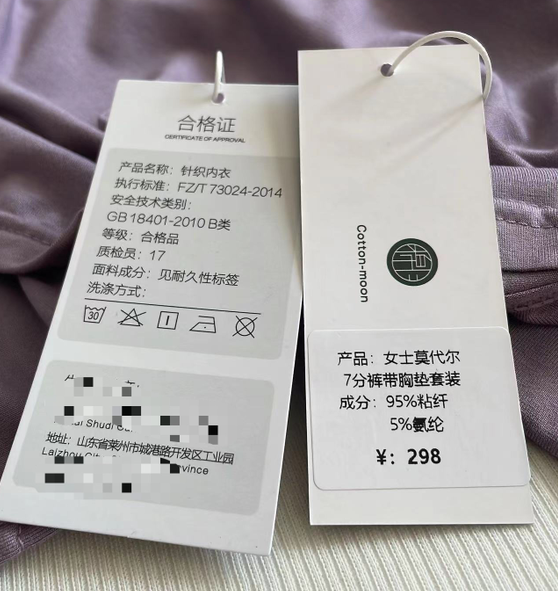 合格证
CERTIFICATE OF APPROVAL
产品名称：针织内衣
执行标准：FZ/T 73024-2014
安全技术类别：
GB 18401-2010 B类
等级：合格品
质检员：17
面料成分：见耐久性标签
洗涤方式：
30
地址：山东省莱州市城港路开发区工业园
Laizhou
Cotton-moon
产品：女士莫代尔
7分裤带胸垫套装
成分：95%粘纤
5%氨纶
¥：298